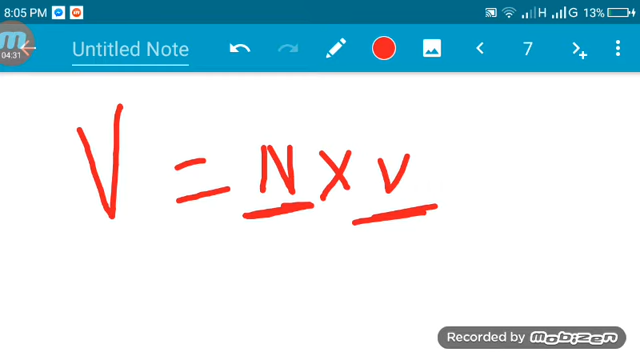 8:05 PM H G 13%
m 04:31 Untitled Note 7
V = N x v
Recorded by mobizen